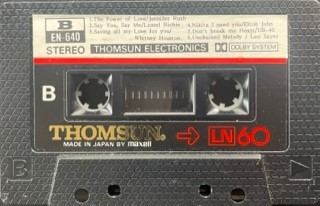 B
EN-640
STEREO
1.The Power of Love/Jennifer Rush
2.Say You, Say Me/Lionel Richie
3.Saving all my Love for you/
Whitney Houston
4.Nikita I need you/Elton John
5.Don't break my Heart/UB-40
6.Unchained Melody / Leo Sayer
THOMSUN ELECTRONICS
DOLBY SYSTEM
B
THOMSUN.
MADE IN JAPAN BY maxell
LN 60
B